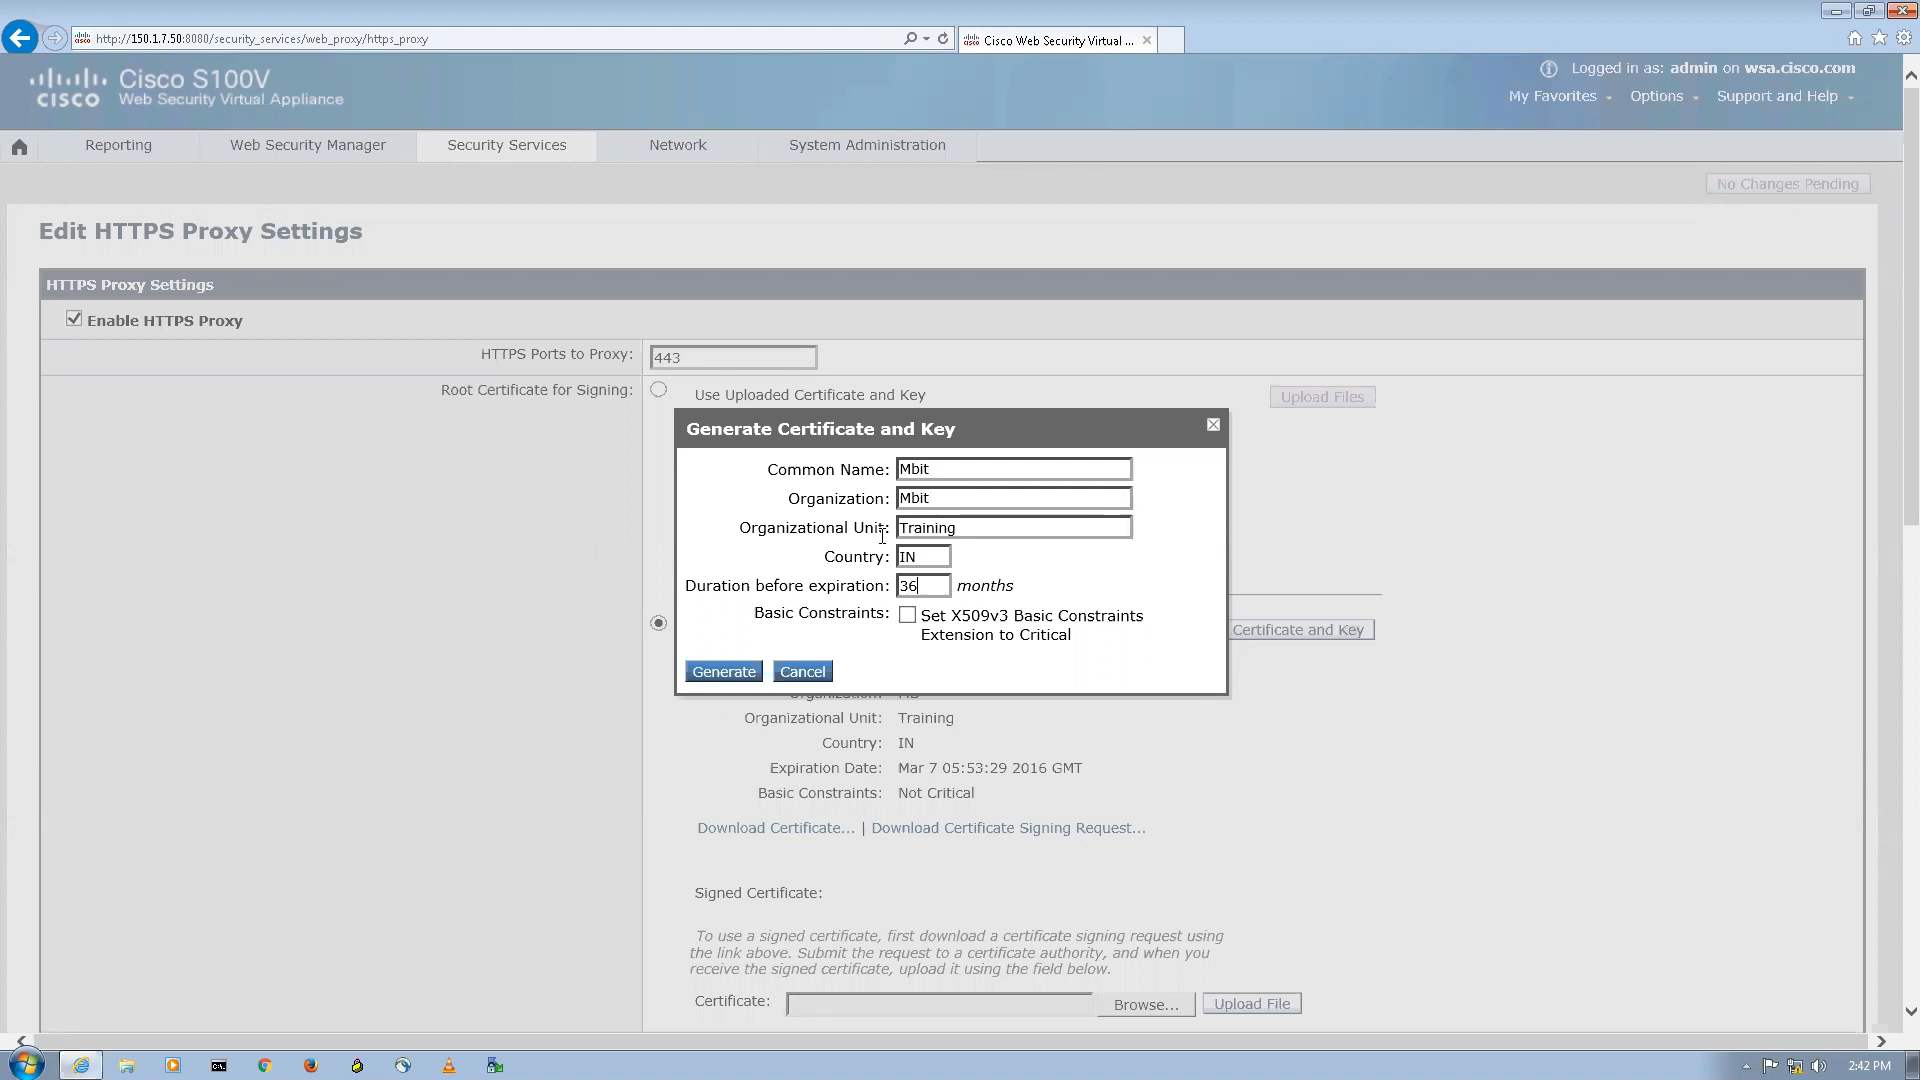 http://150.1.7.50:8080/security_services/web_proxy/https_proxy
Cisco Web Security Virtual ...
CISCO
Cisco S100V
Web Security Virtual Appliance
Logged in as: admin on wsa.cisco.com
My Favorites Options Support and Help
Reporting Web Security Manager Security Services Network System Administration
No Changes Pending
Edit HTTPS Proxy Settings
HTTPS Proxy Settings
Enable HTTPS Proxy
HTTPS Ports to Proxy: 443
Root Certificate for Signing:
Use Uploaded Certificate and Key Upload Files
Generate Certificate and Key
Common Name: Mbit
Organization: Mbit
Organizational Unit: Training
Country: IN
Duration before expiration: 36 months
Basic Constraints: Set X509v3 Basic Constraints
Extension to Critical
Certificate and Key
Generate Cancel
Organizational Unit: Training
Country: IN
Expiration Date: Mar 7 05:53:29 2016 GMT
Basic Constraints: Not Critical
Download Certificate... | Download Certificate Signing Request...
Signed Certificate:
To use a signed certificate, first download a certificate signing request using
the link above. Submit the request to a certificate authority, and when you
receive the signed certificate, upload it using the field below.
Certificate: Browse... Upload File
2:42 PM